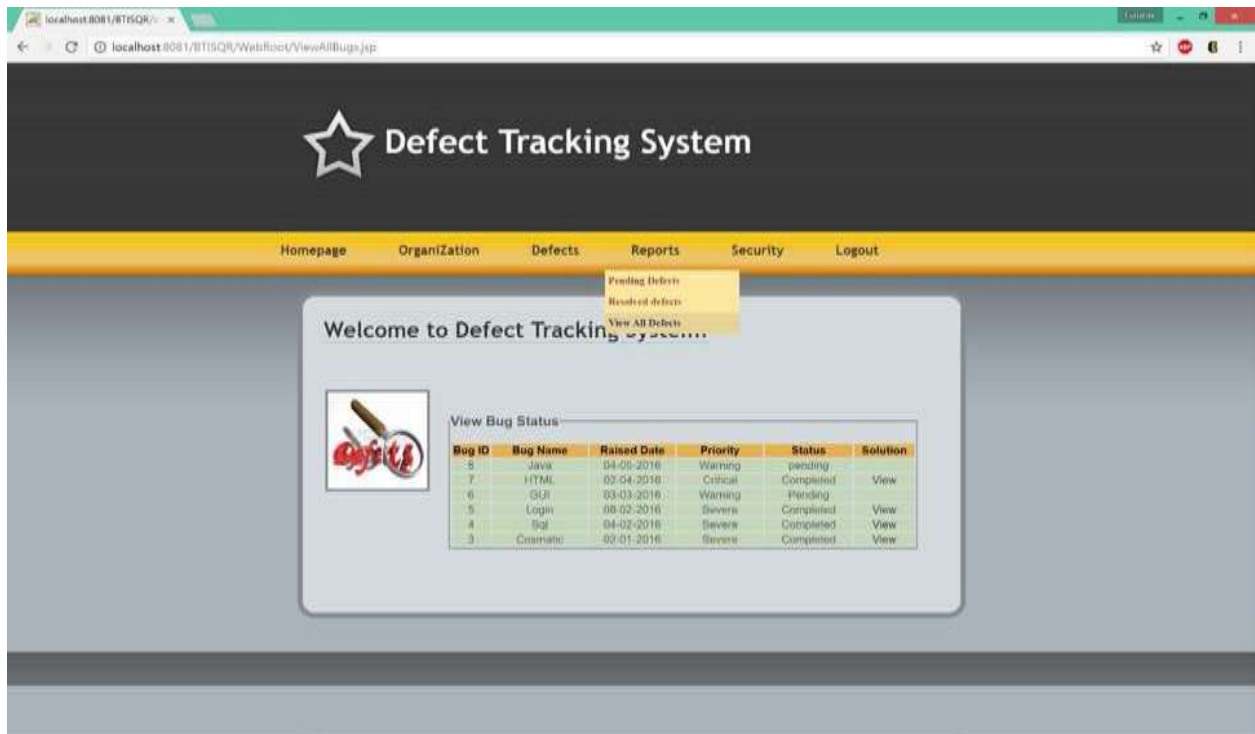 localhost:8081/BTISQR/
localhost:8081/BTISQR/WebRoot/ViewAllBugs.jsp
Defect Tracking System
Homepage OrganiZation Defects Reports Security Logout
Pending Defects
Resolved defects
View All Defects
Welcome to Defect Tracking
Defects
View Bug Status
Bug ID Bug Name Raised Date Priority Status Solution
8 Java 04-05-2016 Warning pending
7 HTML 02-04-2016 Critical Completed View
6 GUI 03-03-2016 Warning Pending
5 Login 08-02-2016 Severe Completed View
4 Sql 04-02-2016 Severe Completed View
3 Cosmatic 02-01-2016 Severe Completed View